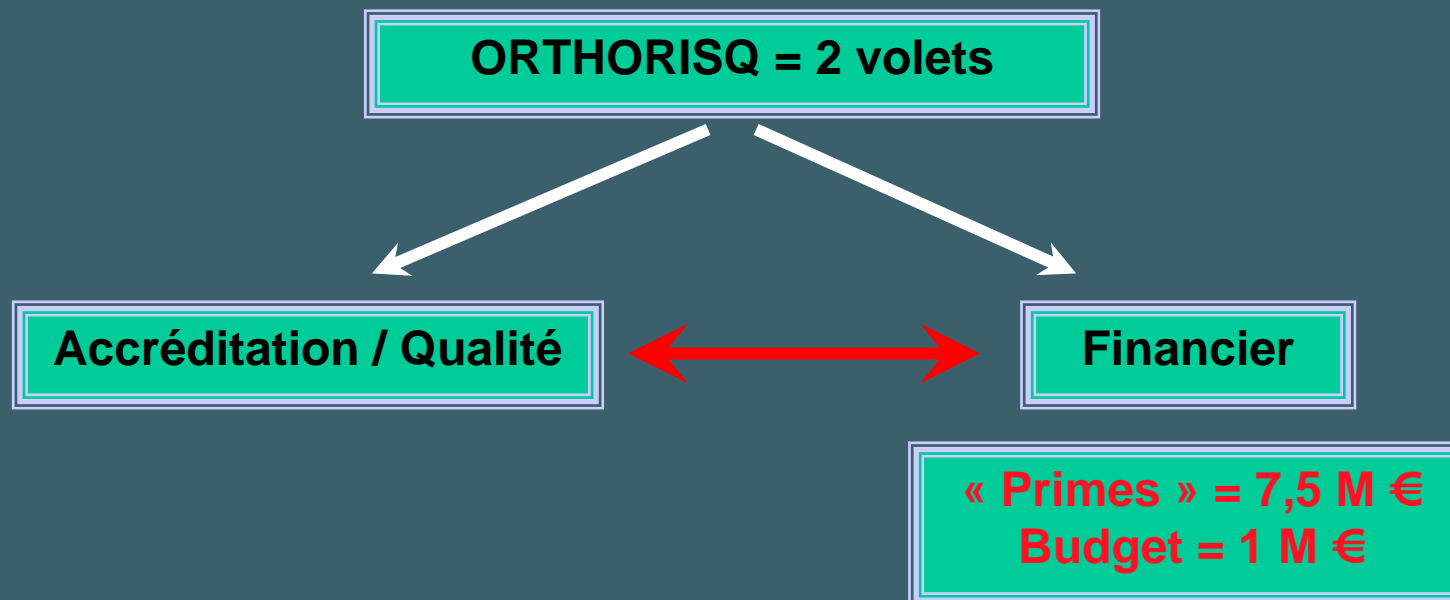 ORTHORISQ = 2 volets
Accréditation / Qualité
Financier
« Primes » = 7,5 M €
Budget = 1 M €